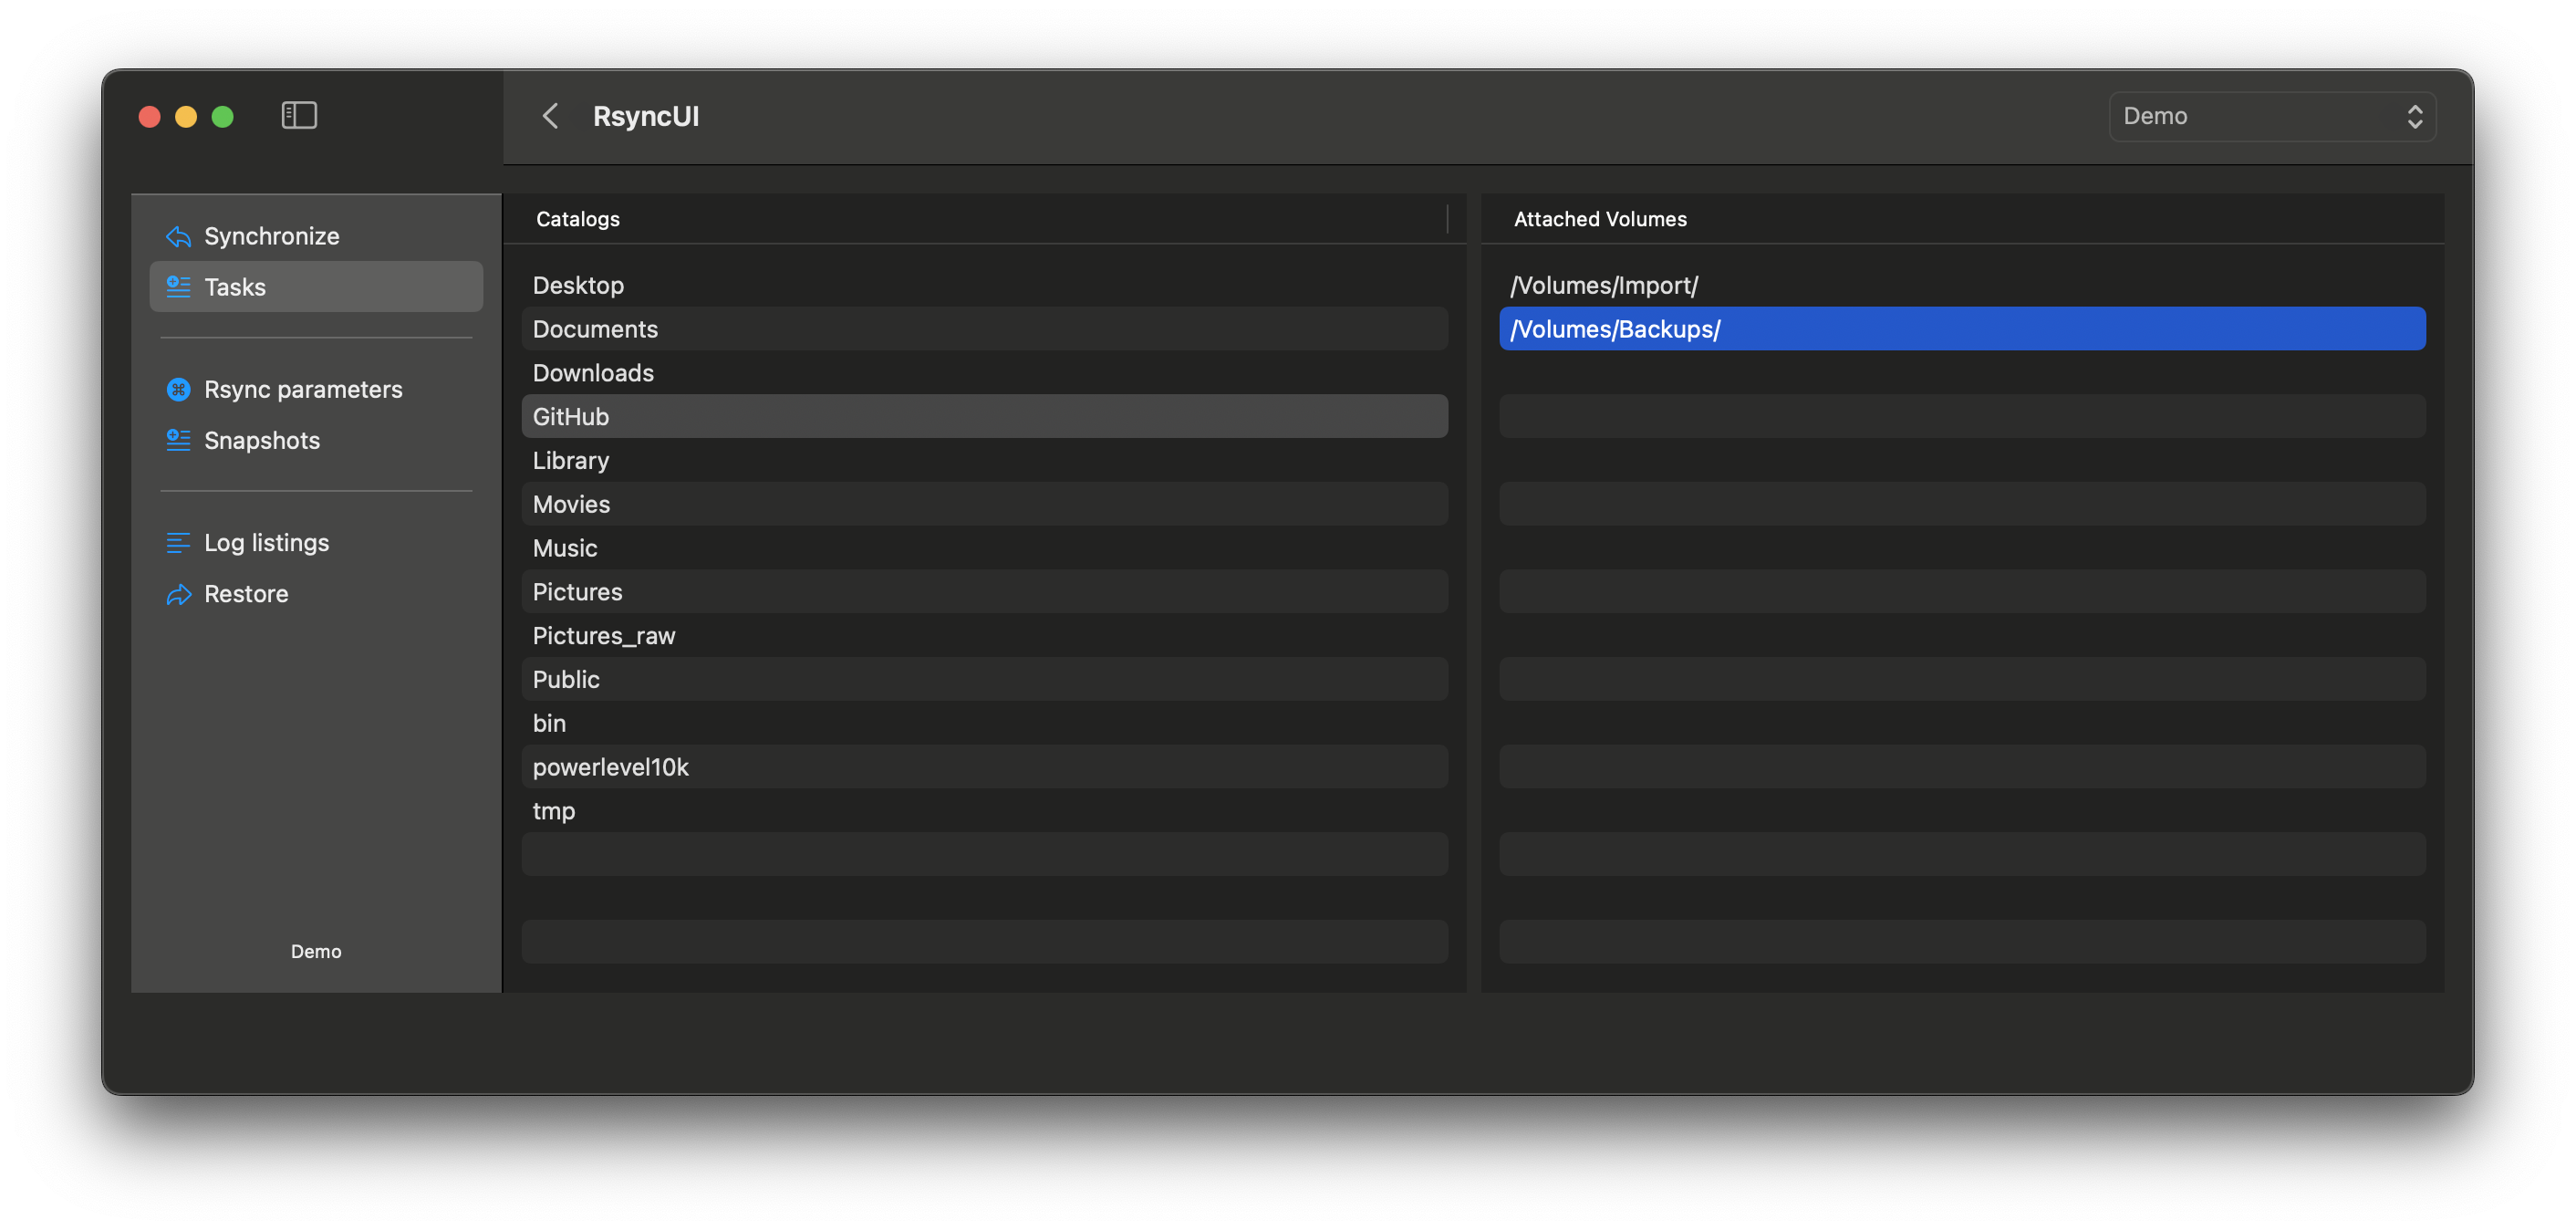 RsyncUI
Demo
Synchronize
Tasks
Rsync parameters
Snapshots
Log listings
Restore
Demo
Catalogs
Desktop
Documents
Downloads
GitHub
Library
Movies
Music
Pictures
Pictures_raw
Public
bin
powerlevel10k
tmp
Attached Volumes
/Volumes/Import/
/Volumes/Backups/